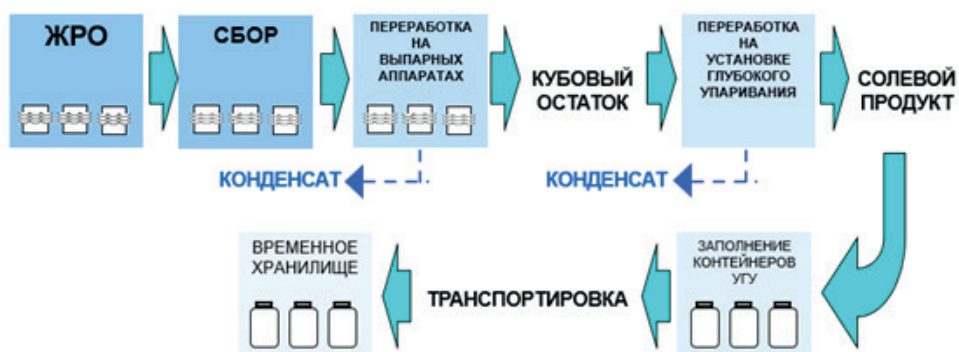 ЖРО
СБОР
ПЕРЕРАБОТКА
НА
ВЫПАРНЫХ
АППАРАТАХ
КУБОВЫЙ
ОСТАТОК
ПЕРЕРАБОТКА
НА
УСТАНОВКЕ
ГЛУБОКОГО
УПАРИВАНИЯ
СОЛЕВОЙ
ПРОДУКТ
КОНДЕНСАТ
КОНДЕНСАТ
ВРЕМЕННОЕ
ХРАНИЛИЩЕ
ТРАНСПОРТИРОВКА
ЗАПОЛНЕНИЕ
КОНТЕЙНЕРОВ
УГУ